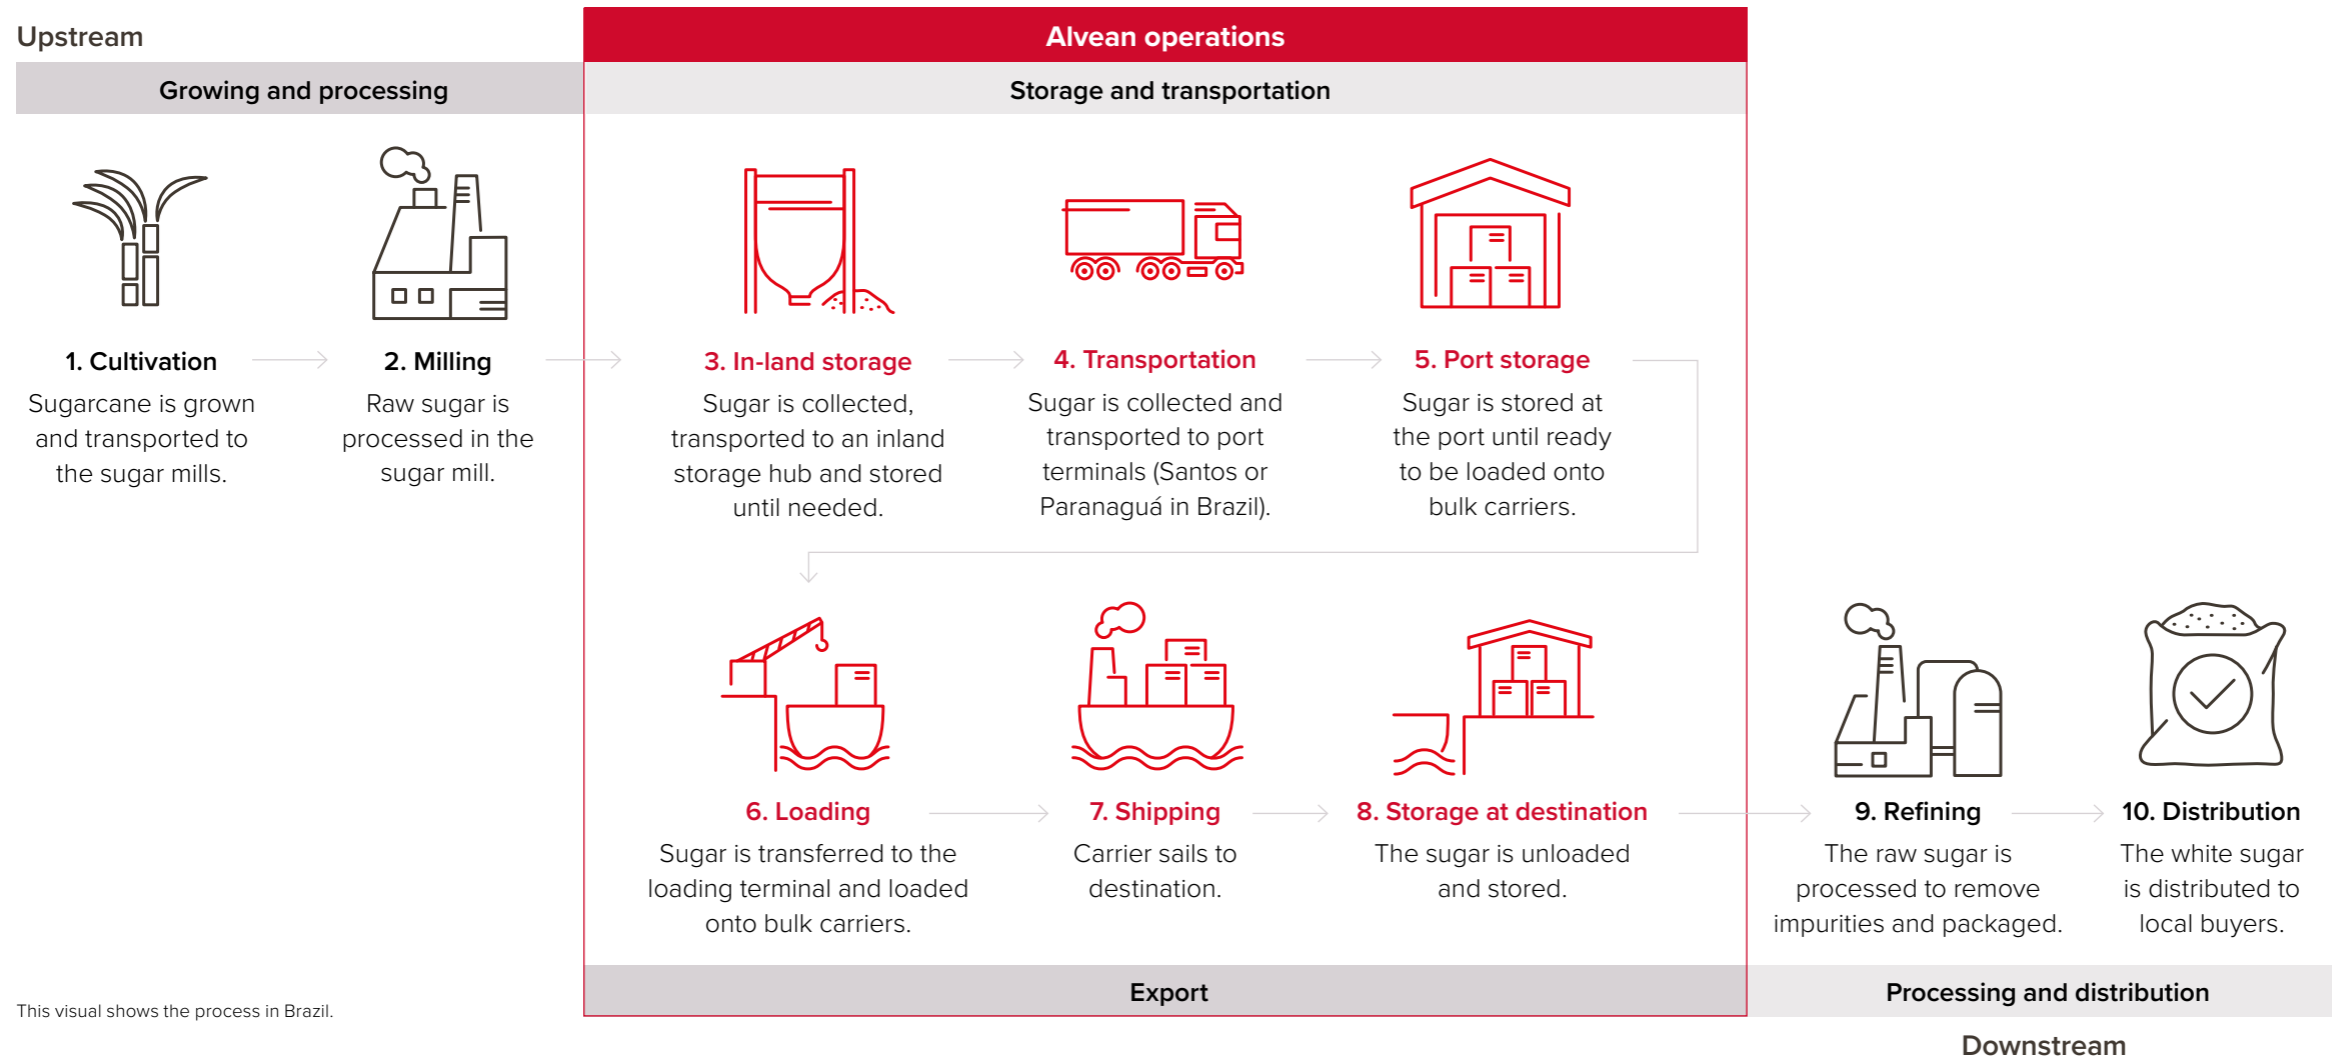 Upstream
Alvean operations
Growing and processing
Storage and transportation
1. Cultivation
Sugarcane is grown
and transported to
the sugar mills.
2. Milling
Raw sugar is
processed in the
sugar mill.
3. In-land storage
Sugar is collected,
transported to an inland
storage hub and stored
until needed.
4. Transportation
Sugar is collected and
transported to port
terminals (Santos or
Paranaguá in Brazil).
5. Port storage
Sugar is stored at
the port until ready
to be loaded onto
bulk carriers.
6. Loading
Sugar is transferred to the
loading terminal and loaded
onto bulk carriers.
7. Shipping
Carrier sails to
destination.
8. Storage at destination
The sugar is unloaded
and stored.
9. Refining
The raw sugar is
processed to remove
impurities and packaged.
10. Distribution
The white sugar
is distributed to
local buyers.
Export
Processing and distribution
This visual shows the process in Brazil.
Downstream